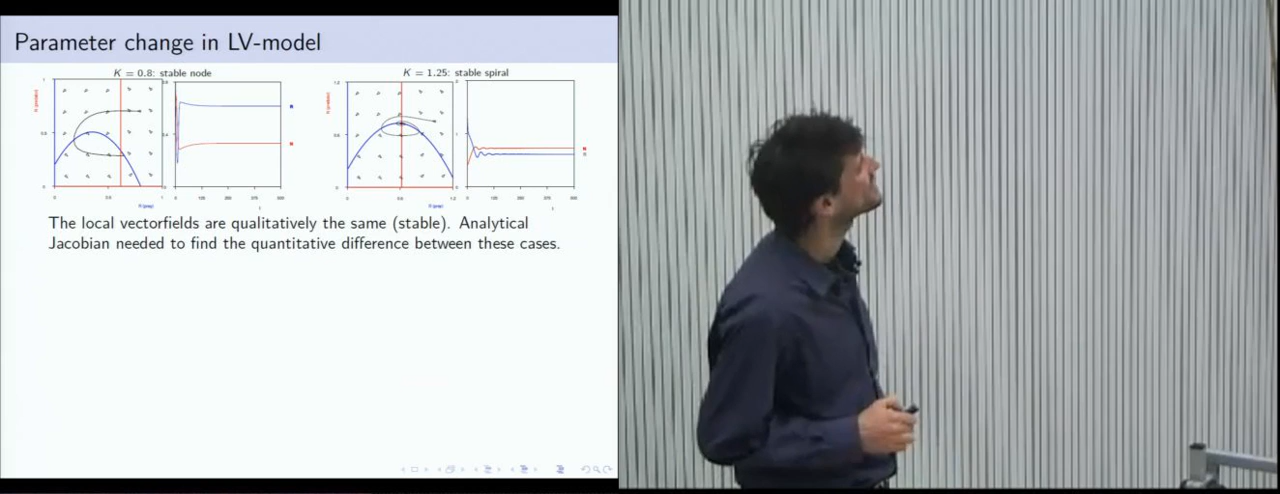 Parameter change in LV-model
K = 0.8: stable node
K = 1.25: stable spiral
The local vectorfields are qualitatively the same (stable). Analytical
Jacobian needed to find the quantitative difference between these cases.